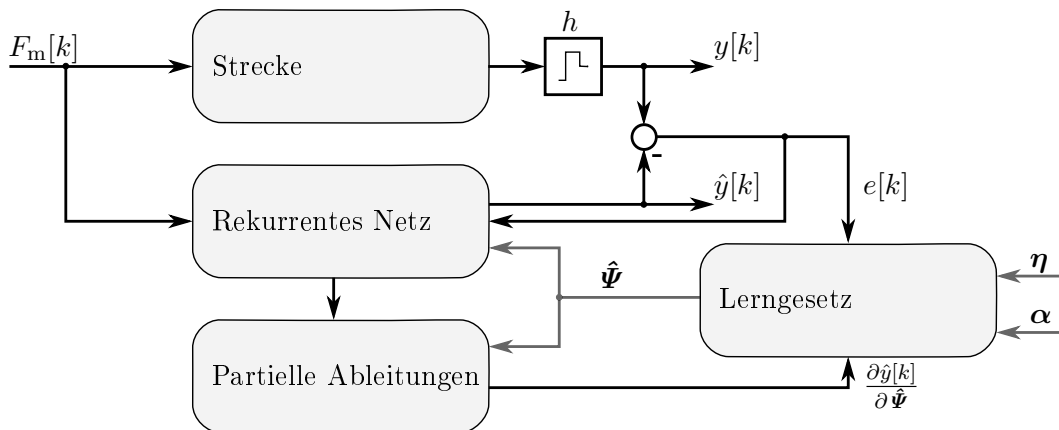 F_m[k]
Strecke
h
y[k]
-
ŷ[k]
e[k]
Rekurrentes Netz
Ψ̂
Lerngesetz
η
α
Partielle Ableitungen
∂ŷ[k]
∂Ψ̂